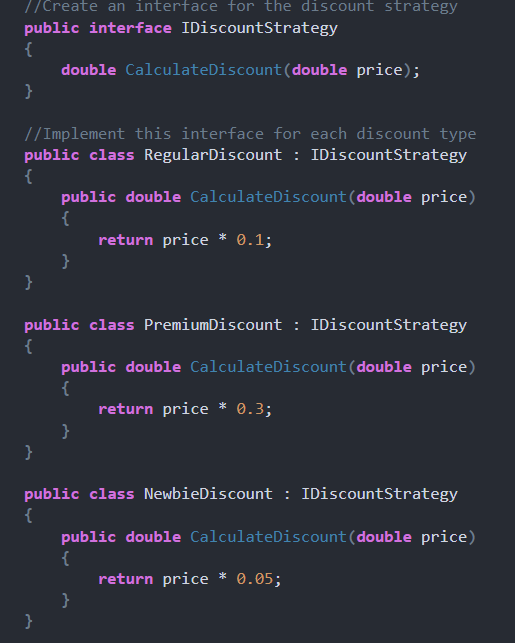 //Create an interface for the discount strategy
public interface IDiscountStrategy
{
    double CalculateDiscount(double price);
}

//Implement this interface for each discount type
public class RegularDiscount : IDiscountStrategy
{
    public double CalculateDiscount(double price)
    {
        return price * 0.1;
    }
}

public class PremiumDiscount : IDiscountStrategy
{
    public double CalculateDiscount(double price)
    {
        return price * 0.3;
    }
}

public class NewbieDiscount : IDiscountStrategy
{
    public double CalculateDiscount(double price)
    {
        return price * 0.05;
    }
}